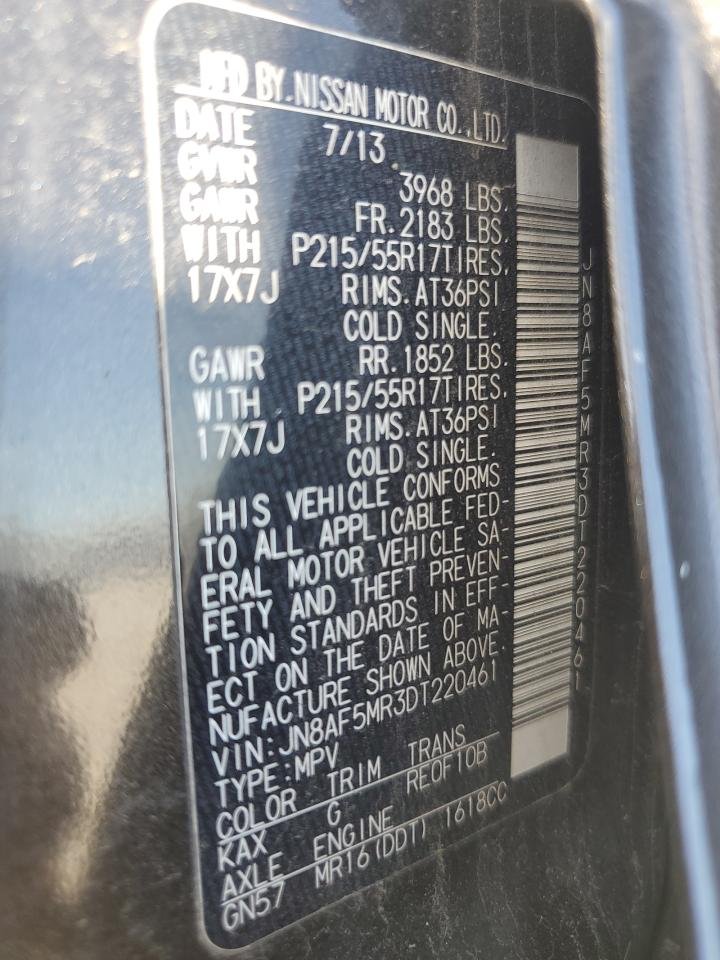 MFD BY.NISSAN MOTOR CO.,LTD.
DATE 7/13
GVWR 3968 LBS.
GAWR FR.2183 LBS.
WITH P215/55R17TIRES.
17X7J RIMS.AT36PSI
COLD SINGLE.
GAWR RR.1852 LBS.
WITH P215/55R17TIRES.
17X7J RIMS.AT36PSI
COLD SINGLE.
THIS VEHICLE CONFORMS
TO ALL APPLICABLE FED-
ERAL MOTOR VEHICLE SA-
FETY AND THEFT PREVEN-
TION STANDARDS IN EFF-
ECT ON THE DATE OF MA-
NUFACTURE SHOWN ABOVE.
VIN:JN8AF5MR3DT220461
TYPE:MPV
COLOR TRIM TRANS
KAX G RE0F10B
AXLE ENGINE
GN57 MR16(DDT) 1618CC
JN8AF5MR3DT220461